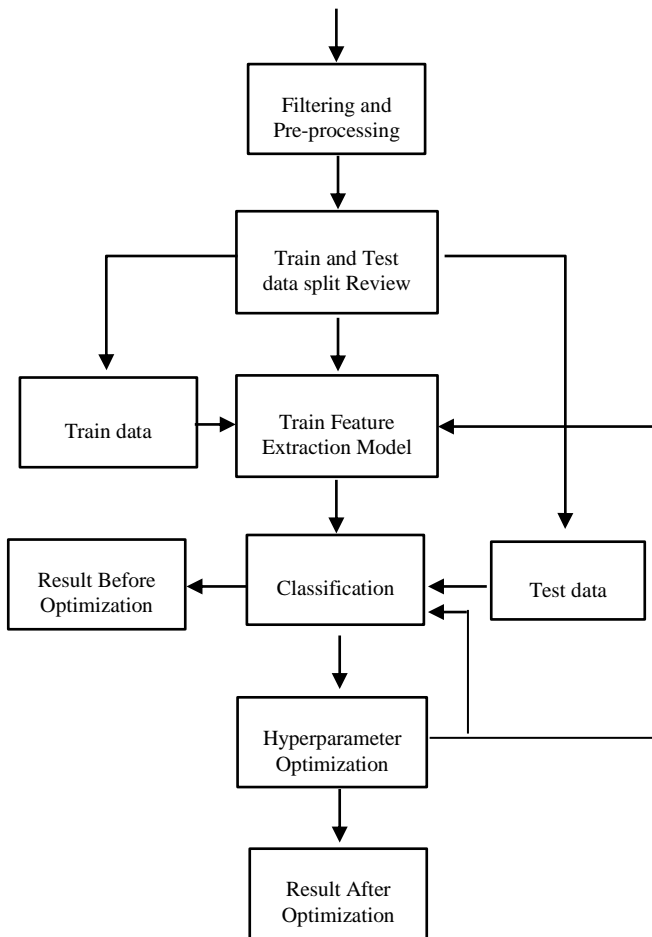 Filtering and
Pre-processing
Train and Test
data split Review
Train data
Train Feature
Extraction Model
Result Before
Optimization
Classification
Test data
Hyperparameter
Optimization
Result After
Optimization